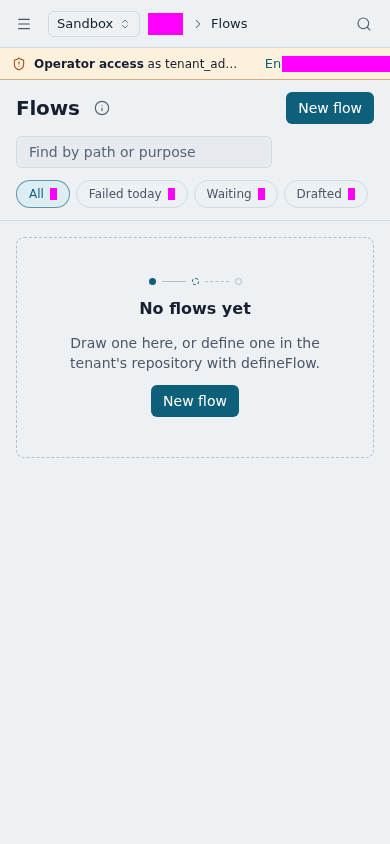 Sandbox Flows
Operator access as tenant_ad… En
Flows New flow
Find by path or purpose
All Failed today Waiting Drafted
No flows yet
Draw one here, or define one in the
tenant's repository with defineFlow.
New flow